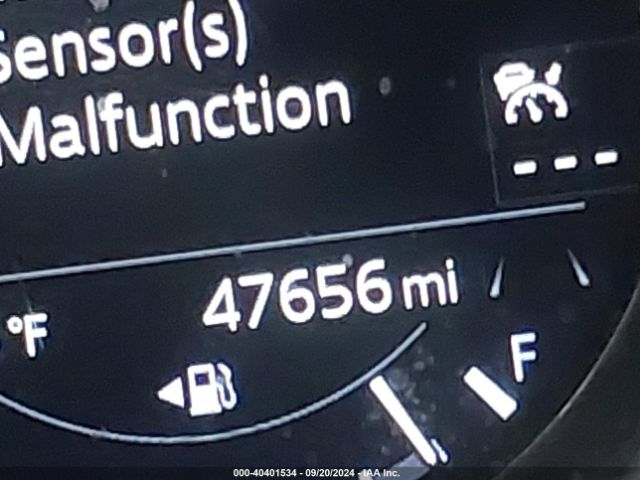 Sensor(s)
Malfunction
---
47656 mi
°F
F
000-40401534 - 09/20/2024 - IAA Inc.